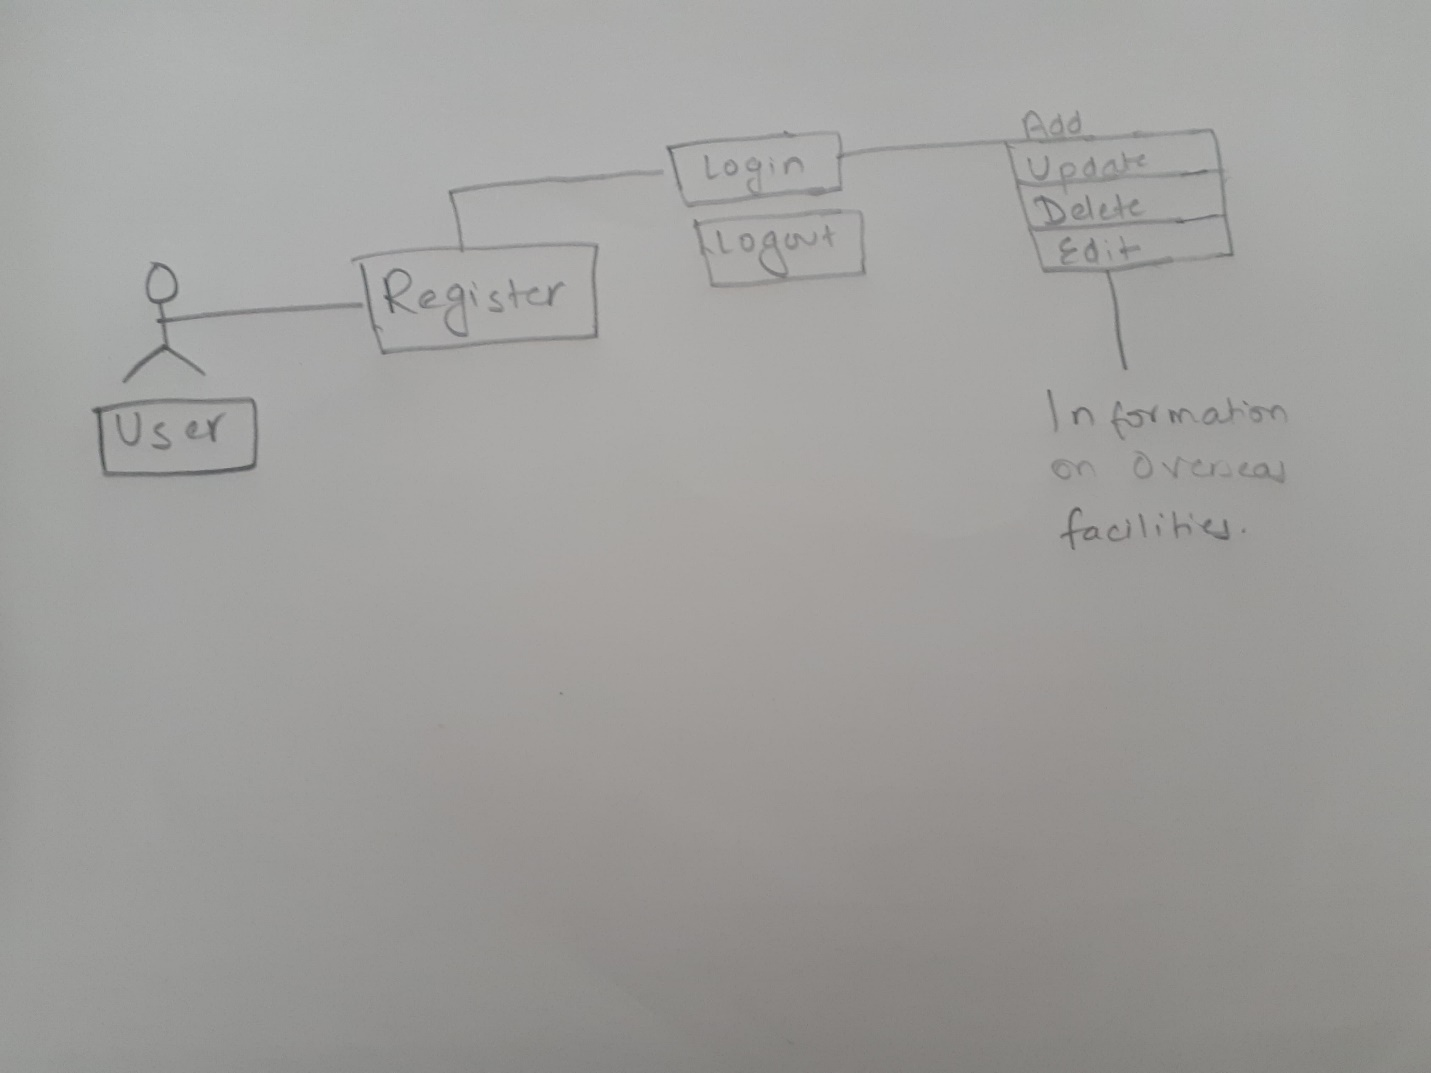 Add
Login
Update
Delete
Logout
Edit
Register
User
Information
on Overseas
facilities.